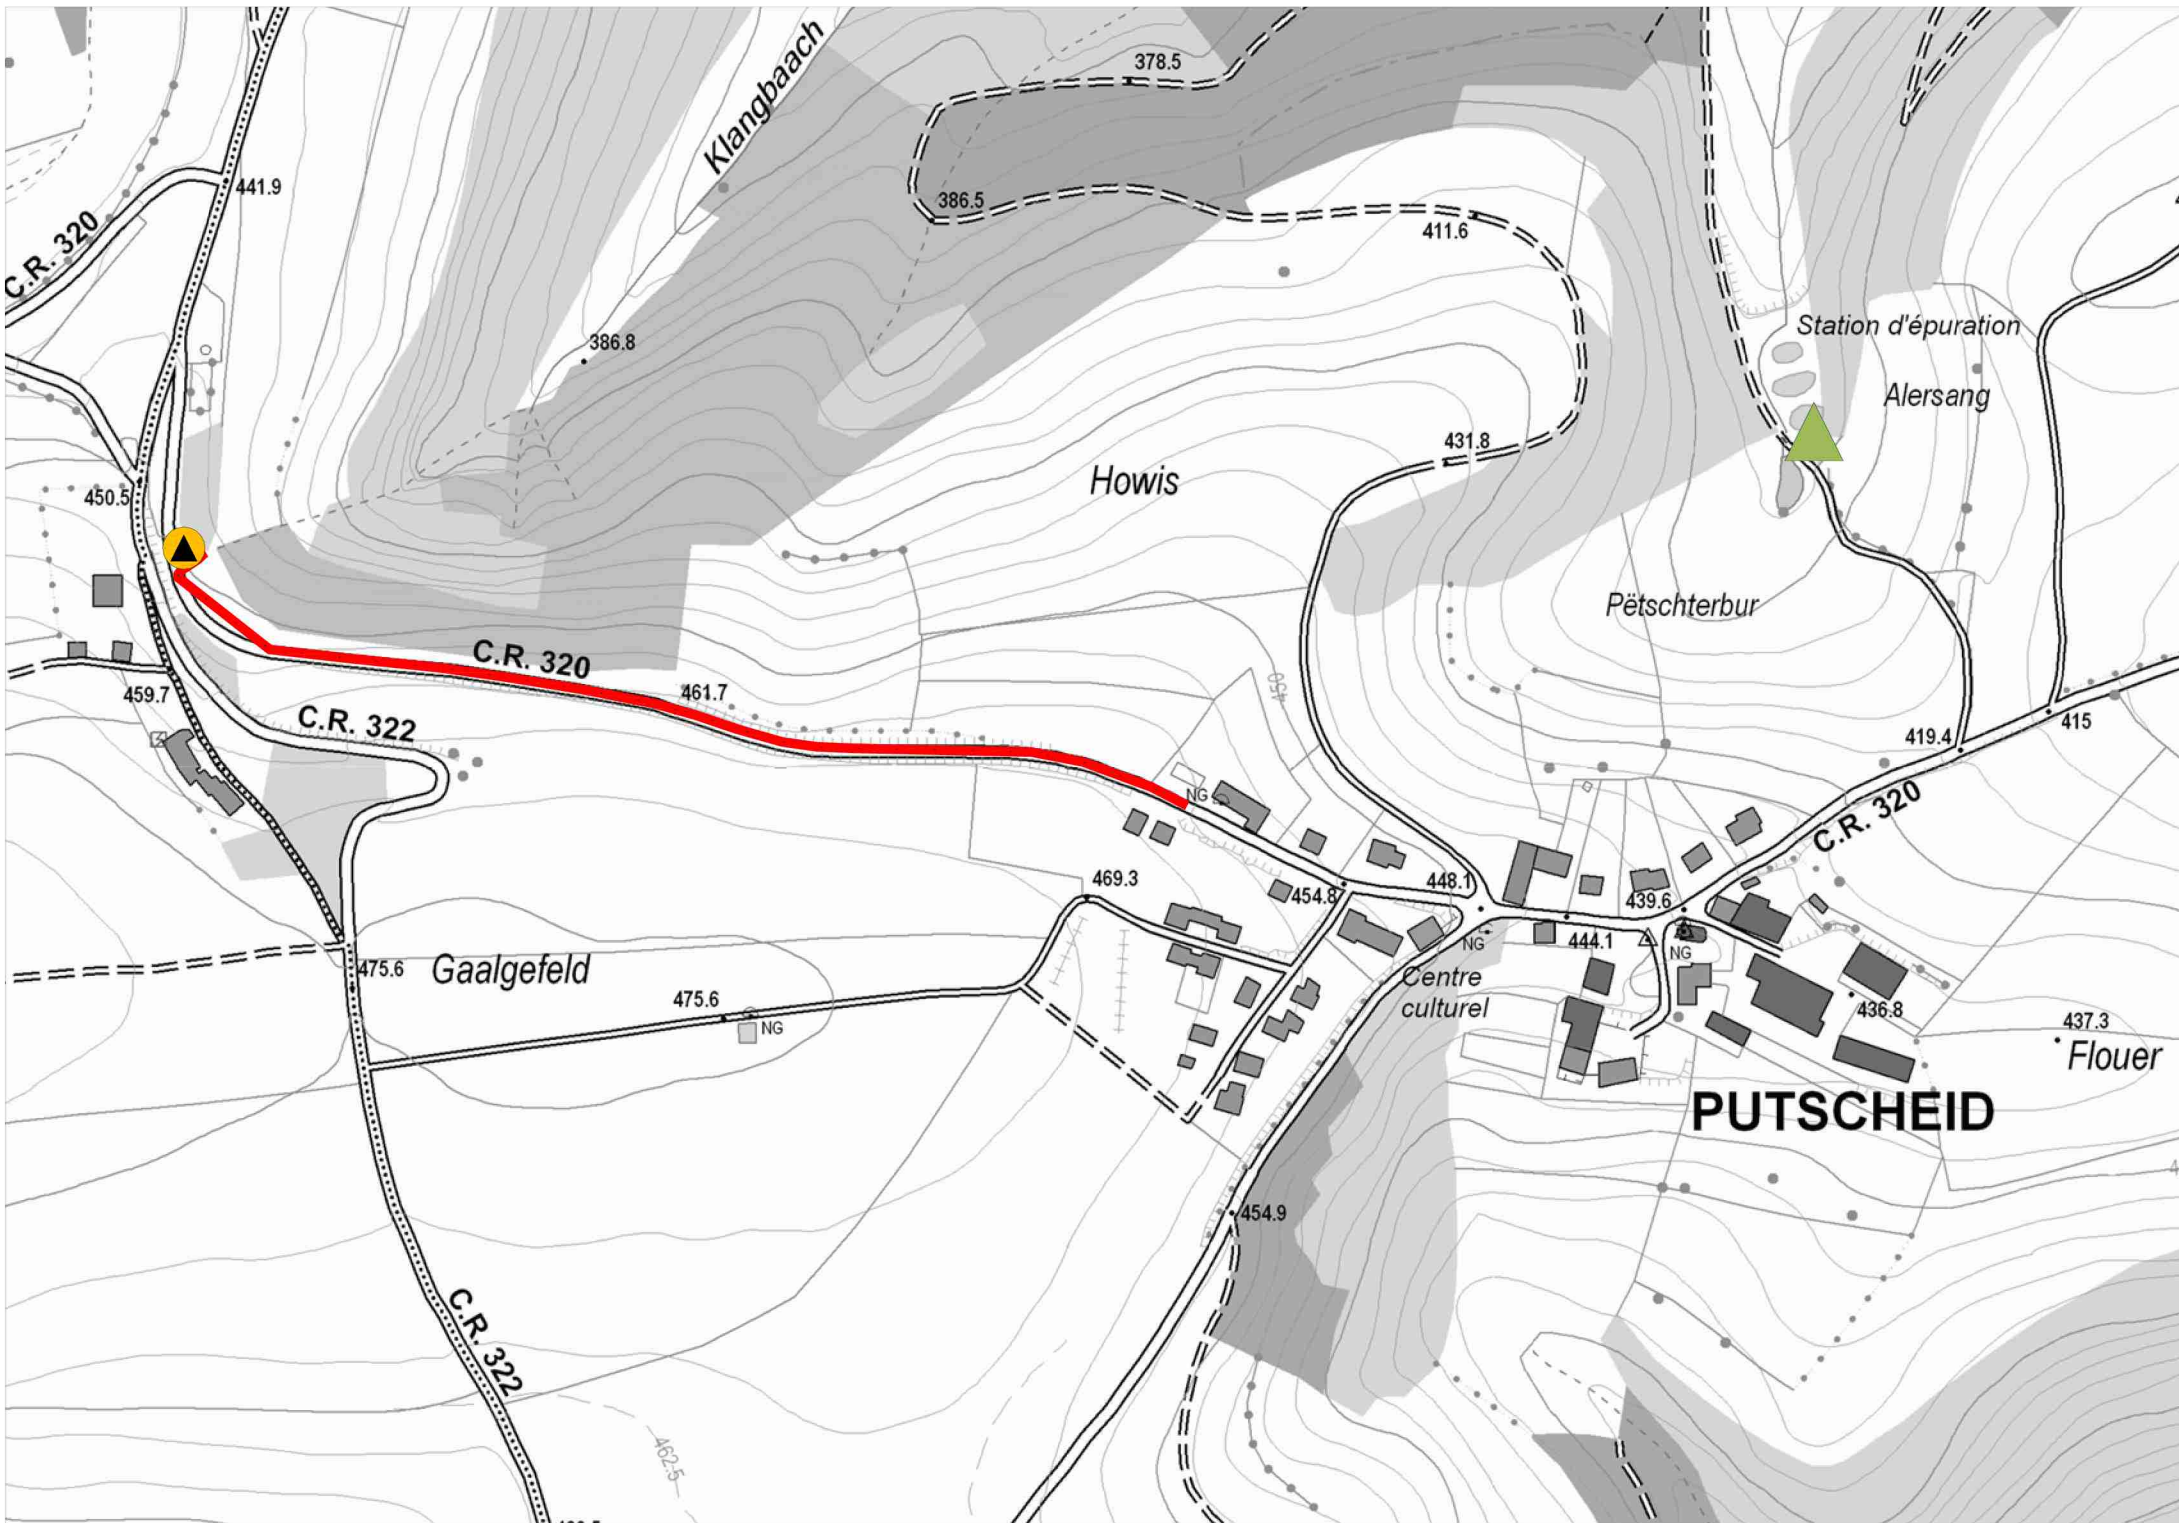 Klangbaach
378.5
441.9
386.5
C.R. 320
411.6
386.8
Station d'épuration
Alersang
431.8
Howis
450.5
Pëtschterbur
C.R. 320
459.7
461.7
450
C.R. 322
415
419.4
NG
C.R. 320
469.3
454.8
448.1
439.6
444.1
NG
NG
475.6
Gaalgefeld
Centre
culturel
475.6
NG
436.8
437.3
Flouer
PUTSCHEID
454.9
C.R. 322
462.5